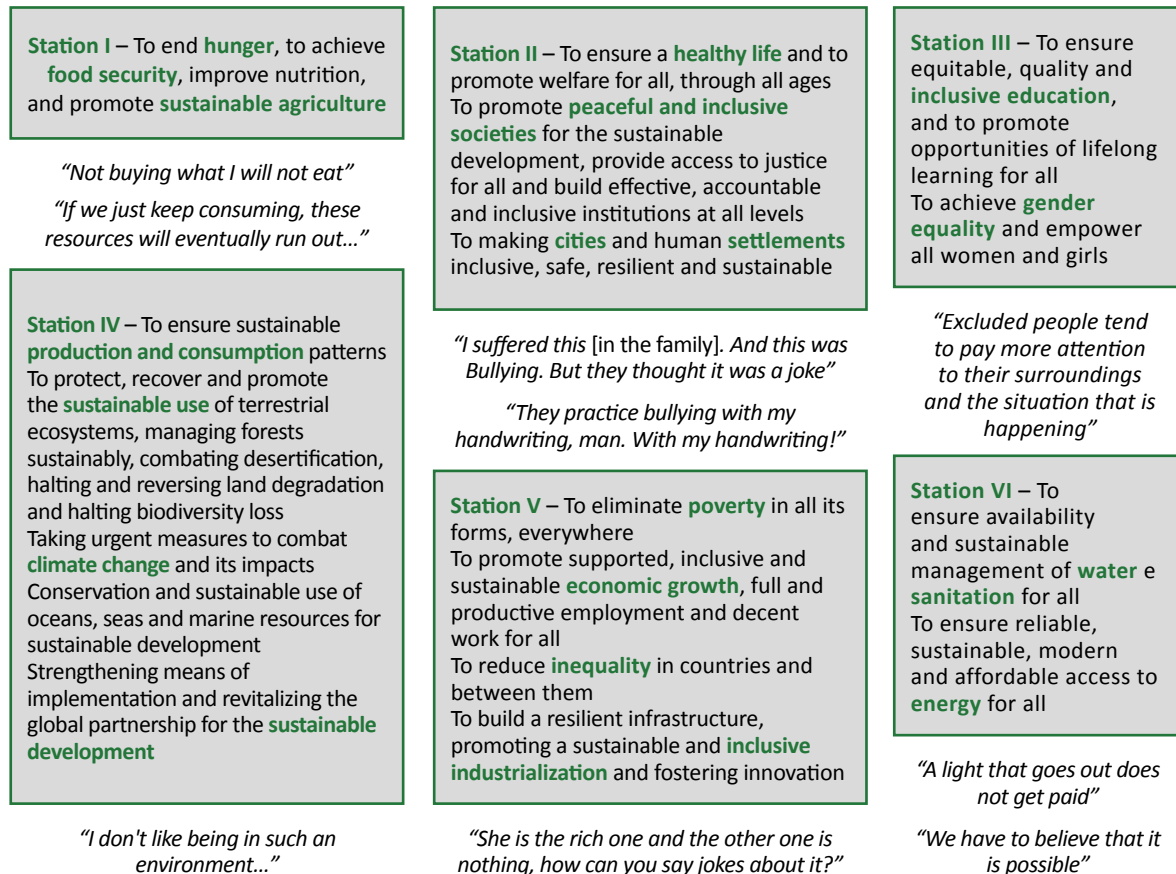 Station I – To end hunger, to achieve
food security, improve nutrition,
and promote sustainable agriculture
“Not buying what I will not eat”
“If we just keep consuming, these
resources will eventually run out...”
Station II – To ensure a healthy life and to
promote welfare for all, through all ages
To promote peaceful and inclusive
societies for the sustainable
development, provide access to justice
for all and build effective, accountable
and inclusive institutions at all levels
To making cities and human settlements
inclusive, safe, resilient and sustainable
“I suffered this [in the family]. And this was
Bullying. But they thought it was a joke”
“They practice bullying with my
handwriting, man. With my handwriting!”
Station III – To ensure
equitable, quality and
inclusive education,
and to promote
opportunities of lifelong
learning for all
To achieve gender
equality and empower
all women and girls
“Excluded people tend
to pay more attention
to their surroundings
and the situation that is
happening”
Station IV – To ensure sustainable
production and consumption patterns
To protect, recover and promote
the sustainable use of terrestrial
ecosystems, managing forests
sustainably, combating desertification,
halting and reversing land degradation
and halting biodiversity loss
Taking urgent measures to combat
climate change and its impacts
Conservation and sustainable use of
oceans, seas and marine resources for
sustainable development
Strengthening means of
implementation and revitalizing the
global partnership for the sustainable
development
“I don't like being in such an
environment...”
Station V – To eliminate poverty in all its
forms, everywhere
To promote supported, inclusive and
sustainable economic growth, full and
productive employment and decent
work for all
To reduce inequality in countries and
between them
To build a resilient infrastructure,
promoting a sustainable and inclusive
industrialization and fostering innovation
“She is the rich one and the other one is
nothing, how can you say jokes about it?”
Station VI – To
ensure availability
and sustainable
management of water e
sanitation for all
To ensure reliable,
sustainable, modern
and affordable access to
energy for all
“A light that goes out does
not get paid”
“We have to believe that it
is possible”